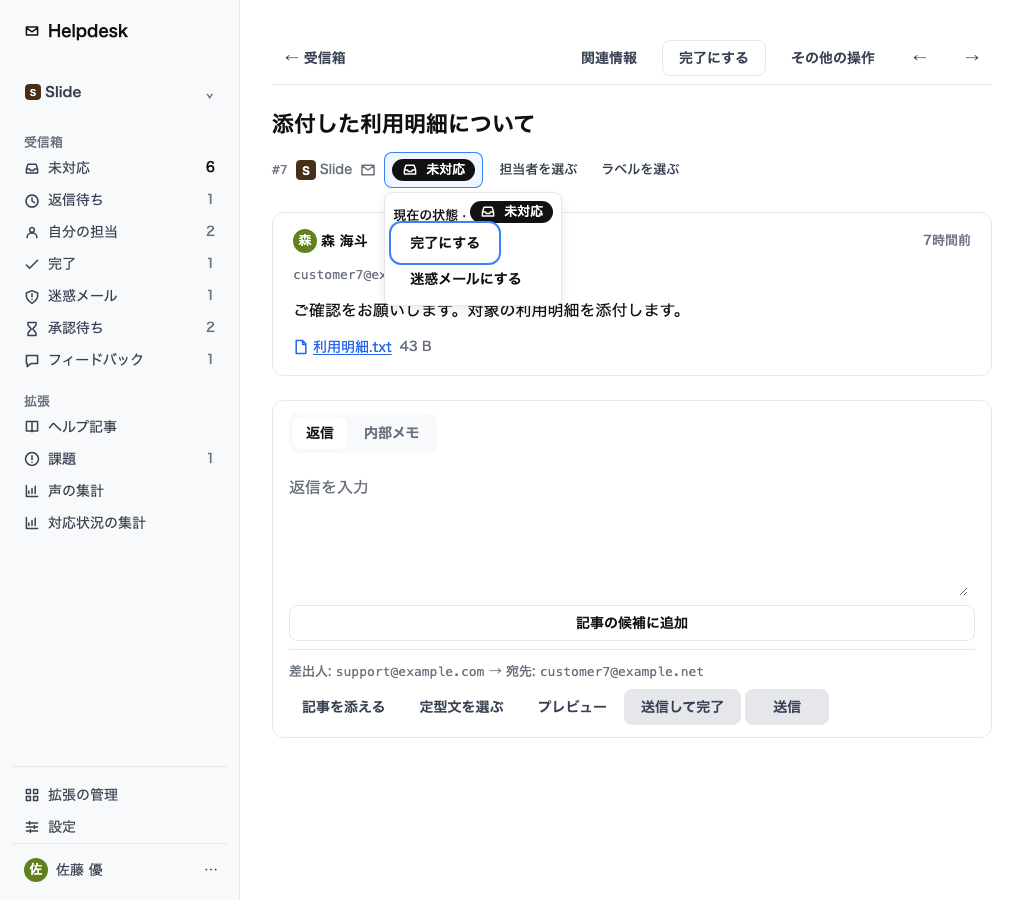 Helpdesk
S Slide
受信箱
未対応 6
返信待ち 1
自分の担当 2
完了 1
迷惑メール 1
承認待ち 2
フィードバック 1
拡張
ヘルプ記事
課題 1
声の集計
対応状況の集計
拡張の管理
設定
佐 佐藤 優 ···
← 受信箱 関連情報 完了にする その他の操作 ← →
添付した利用明細について
#7 S Slide 未対応 担当者を選ぶ ラベルを選ぶ
現在の状態 · 未対応
完了にする
迷惑メールにする
森 森 海斗 7時間前
customer7@ex
ご確認をお願いします。対象の利用明細を添付します。
利用明細.txt 43 B
返信 内部メモ
返信を入力
記事の候補に追加
差出人: support@example.com → 宛先: customer7@example.net
記事を添える 定型文を選ぶ プレビュー 送信して完了 送信